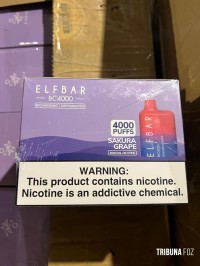 ELFBAR
BC4000
4000
PUFFS
SAKURA
GRAPE
ELFBAR
WARNING:
This product contains nicotine.
Nicotine is an addictive chemical.
TRIBUNA FOZ